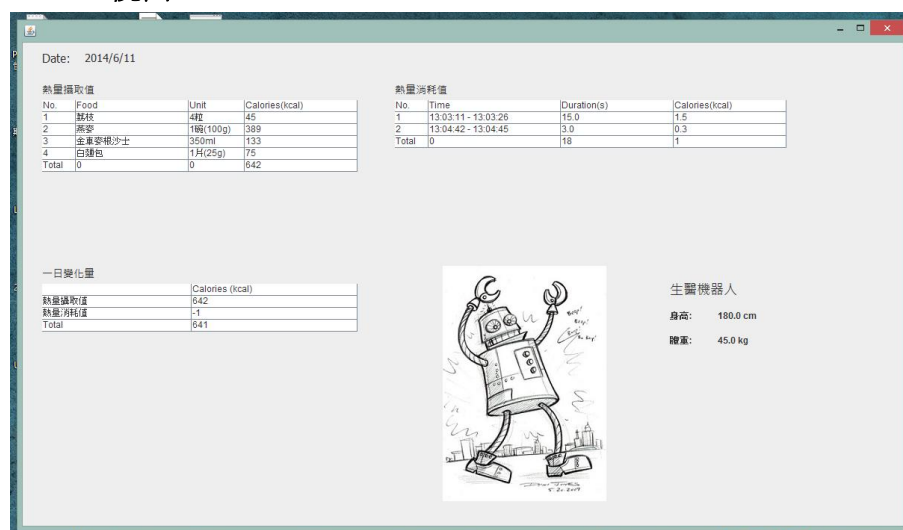 Date: 2014/6/11
熱量攝取值
No. Food Unit Calories(kcal)
1 荔枝 4粒 45
2 燕麥 1碗(100g) 389
3 金車麥根沙士 350ml 133
4 白麵包 1片(25g) 75
Total 0 0 642
熱量消耗值
No. Time Duration(s) Calories(kcal)
1 13:03:11 - 13:03:26 15.0 1.5
2 13:04:42 - 13:04:45 3.0 0.3
Total 0 18 1
一日變化量
Calories (kcal)
熱量攝取值 642
熱量消耗值 -1
Total 641
Beep!
生醫機器人
身高: 180.0 cm
體重: 45.0 kg